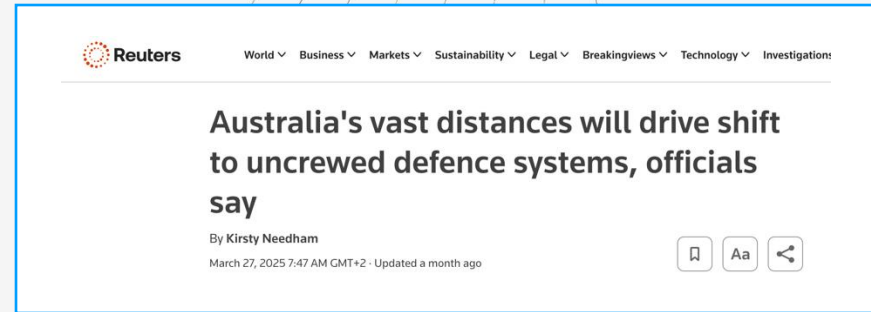 Reuters World Business Markets Sustainability Legal Breakingviews Technology Investigations
Australia's vast distances will drive shift
to uncrewed defence systems, officials
say
By Kirsty Needham
March 27, 2025 7:47 AM GMT+2 · Updated a month ago
Aa